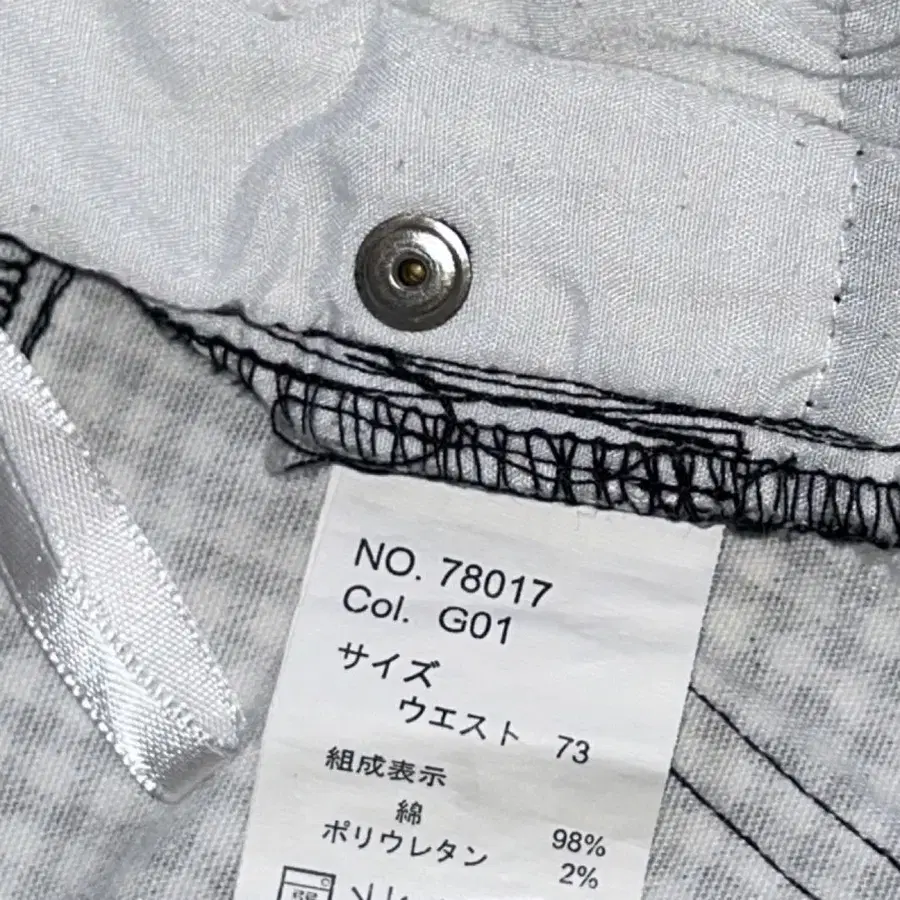 NO. 78017
Col. G01
サイズ
ウエスト 73
組成表示
綿 98%
ポリウレタン 2%